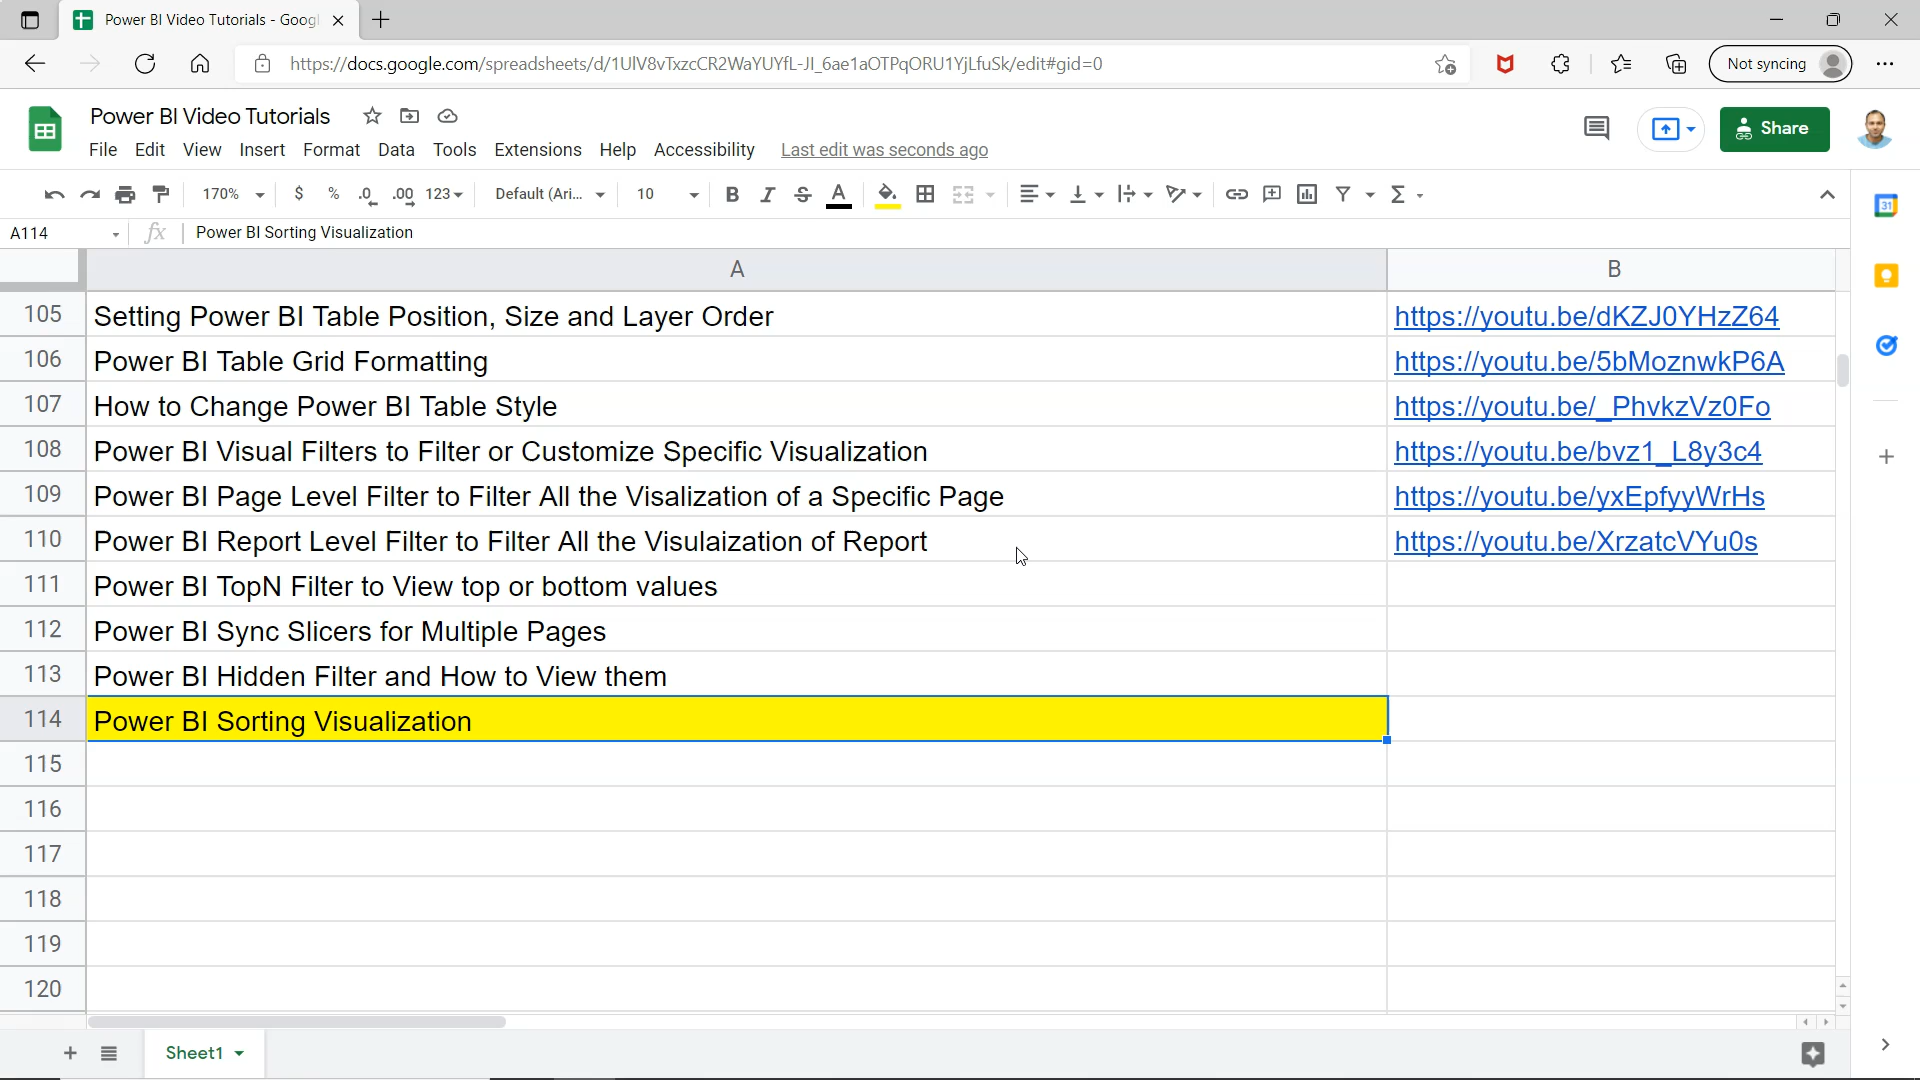 Power BI Video Tutorials - Googl
https://docs.google.com/spreadsheets/d/1UlV8vTxzcCR2WaYUYfL-JI_6ae1aOTPqORU1YjLfuSk/edit#gid=0
Not syncing
Power BI Video Tutorials
File Edit View Insert Format Data Tools Extensions Help Accessibility Last edit was seconds ago
Share
170% $ % .0 .00 123 Default (Ari... 10 B I S A
A114 fx Power BI Sorting Visualization
31
A B
105 Setting Power BI Table Position, Size and Layer Order https://youtu.be/dKZJ0YHzZ64
106 Power BI Table Grid Formatting https://youtu.be/5bMoznwkP6A
107 How to Change Power BI Table Style https://youtu.be/_PhvkzVz0Fo
108 Power BI Visual Filters to Filter or Customize Specific Visualization https://youtu.be/bvz1_L8y3c4
109 Power BI Page Level Filter to Filter All the Visalization of a Specific Page https://youtu.be/yxEpfyyWrHs
110 Power BI Report Level Filter to Filter All the Visulaization of Report https://youtu.be/XrzatcVYu0s
111 Power BI TopN Filter to View top or bottom values
112 Power BI Sync Slicers for Multiple Pages
113 Power BI Hidden Filter and How to View them
114 Power BI Sorting Visualization
115
116
117
118
119
120
Sheet1